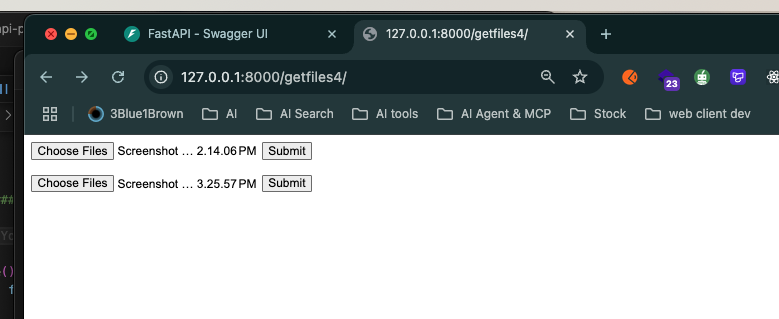 api-p
FastAPI - Swagger UI
127.0.0.1:8000/getfiles4/
127.0.0.1:8000/getfiles4/
23
3Blue1Brown AI AI Search AI tools AI Agent & MCP Stock web client dev
Choose Files Screenshot ... 2.14.06 PM Submit
Choose Files Screenshot ... 3.25.57 PM Submit
##
Yo
()
f